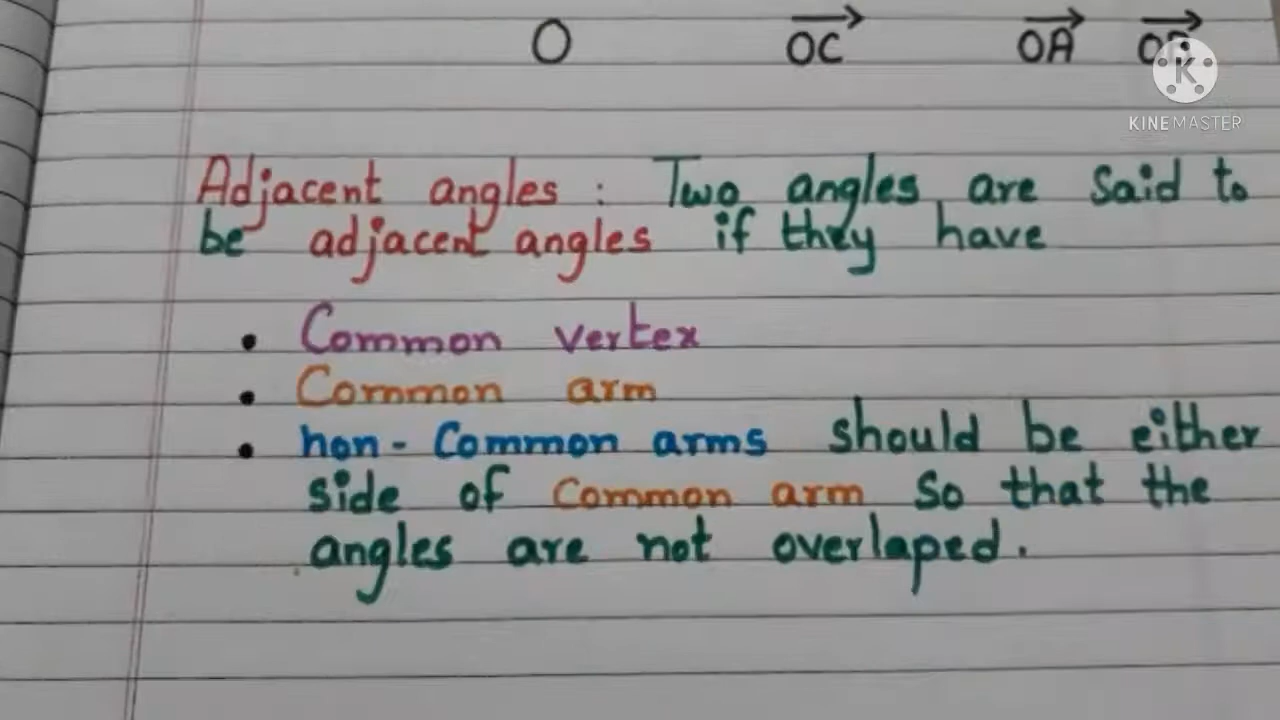 O OC OA
KINEMASTER
Adjacent angles : Two angles are said to
be adjacent angles if they have
• Common vertex
• Common arm
• non-Common arms should be either
side of Common arm so that the
angles are not overlaped.